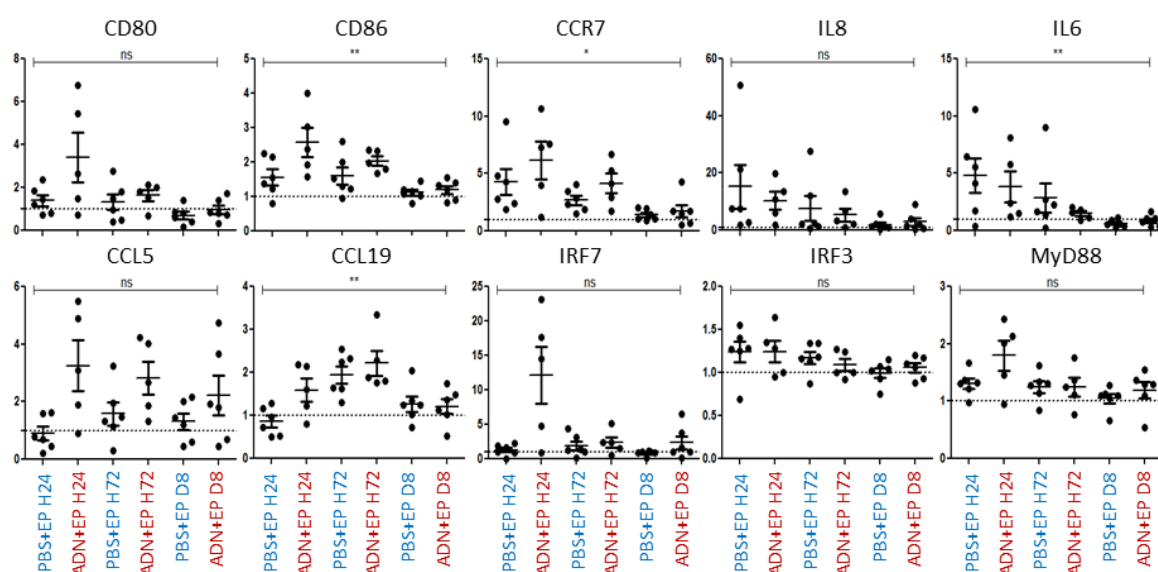 CD80 CD86 CCR7 IL8 IL6
ns ** * ns **
8 6 4 2 0
5 4 3 2 1 0
15 10 5 0
60 40 20 0
15 10 5 0
CCL5 CCL19 IRF7 IRF3 MyD88
ns ** ns ns ns
6 4 2 0
4 3 2 1 0
25 20 15 10 5 0
2.0 1.5 1.0 0.5 0.0
3 2 1 0
PBS+EP H24 ADN+EP H24 PBS+EP H72 ADN+EP H72 PBS+EP D8 ADN+EP D8
PBS+EP H24 ADN+EP H24 PBS+EP H72 ADN+EP H72 PBS+EP D8 ADN+EP D8
PBS+EP H24 ADN+EP H24 PBS+EP H72 ADN+EP H72 PBS+EP D8 ADN+EP D8
PBS+EP H24 ADN+EP H24 PBS+EP H72 ADN+EP H72 PBS+EP D8 ADN+EP D8
PBS+EP H24 ADN+EP H24 PBS+EP H72 ADN+EP H72 PBS+EP D8 ADN+EP D8